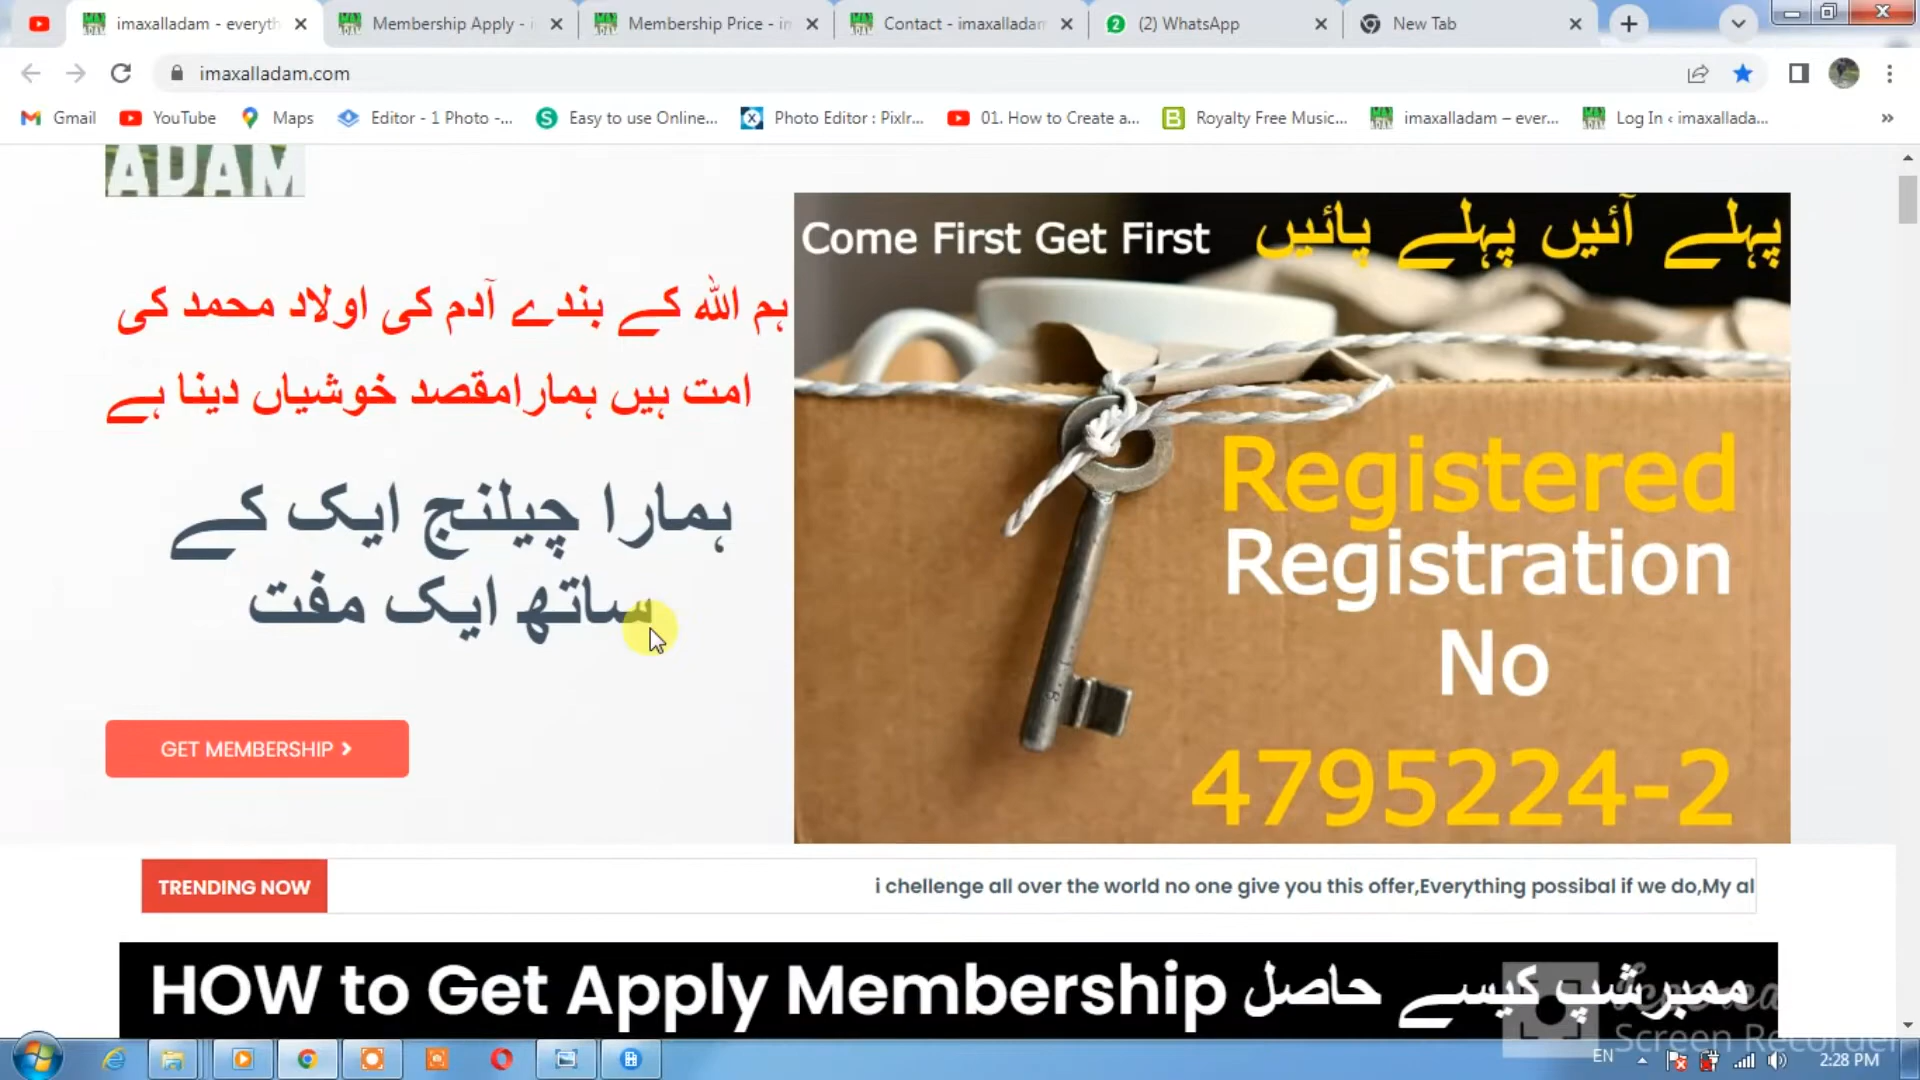 imaxalladam - everyth
Membership Apply - i
Membership Price - im
Contact - imaxalladam
(2) WhatsApp
New Tab
imaxalladam.com
Gmail
YouTube
Maps
Editor - 1 Photo -...
Easy to use Online...
Photo Editor : Pixlr...
01. How to Create a...
Royalty Free Music...
imaxalladam – ever...
Log In ‹ imaxallada...
ADAM
Come First Get First
پہلے آئیں پہلے پائیں
ہم اللہ کے بندے آدم کی اولاد محمد کی
امت ہیں ہمارامقصد خوشیاں دینا ہے
ہمارا چیلنج ایک کے
ساتھ ایک مفت
Registered
Registration
No
4795224-2
GET MEMBERSHIP
TRENDING NOW
i chellenge all over the world no one give you this offer,Everything possibal if we do,My al
HOW to Get Apply Membership ممبرشپ کیسے حاصل
Screen Recorder
EN
2:28 PM